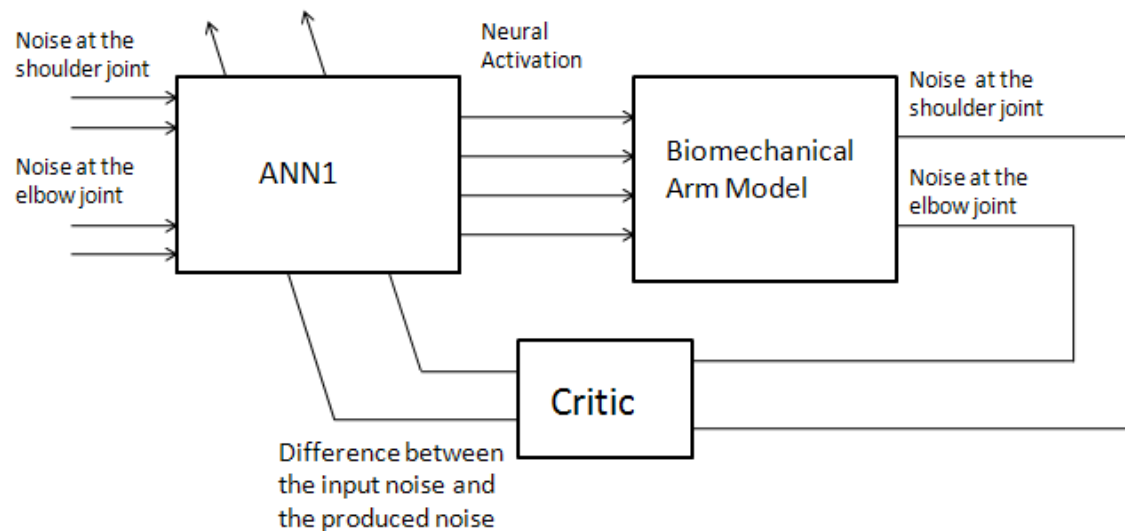 Noise at the
shoulder joint
Noise at the
elbow joint
ANN1
Neural
Activation
Biomechanical
Arm Model
Noise at the
shoulder joint
Noise at the
elbow joint
Critic
Difference between
the input noise and
the produced noise